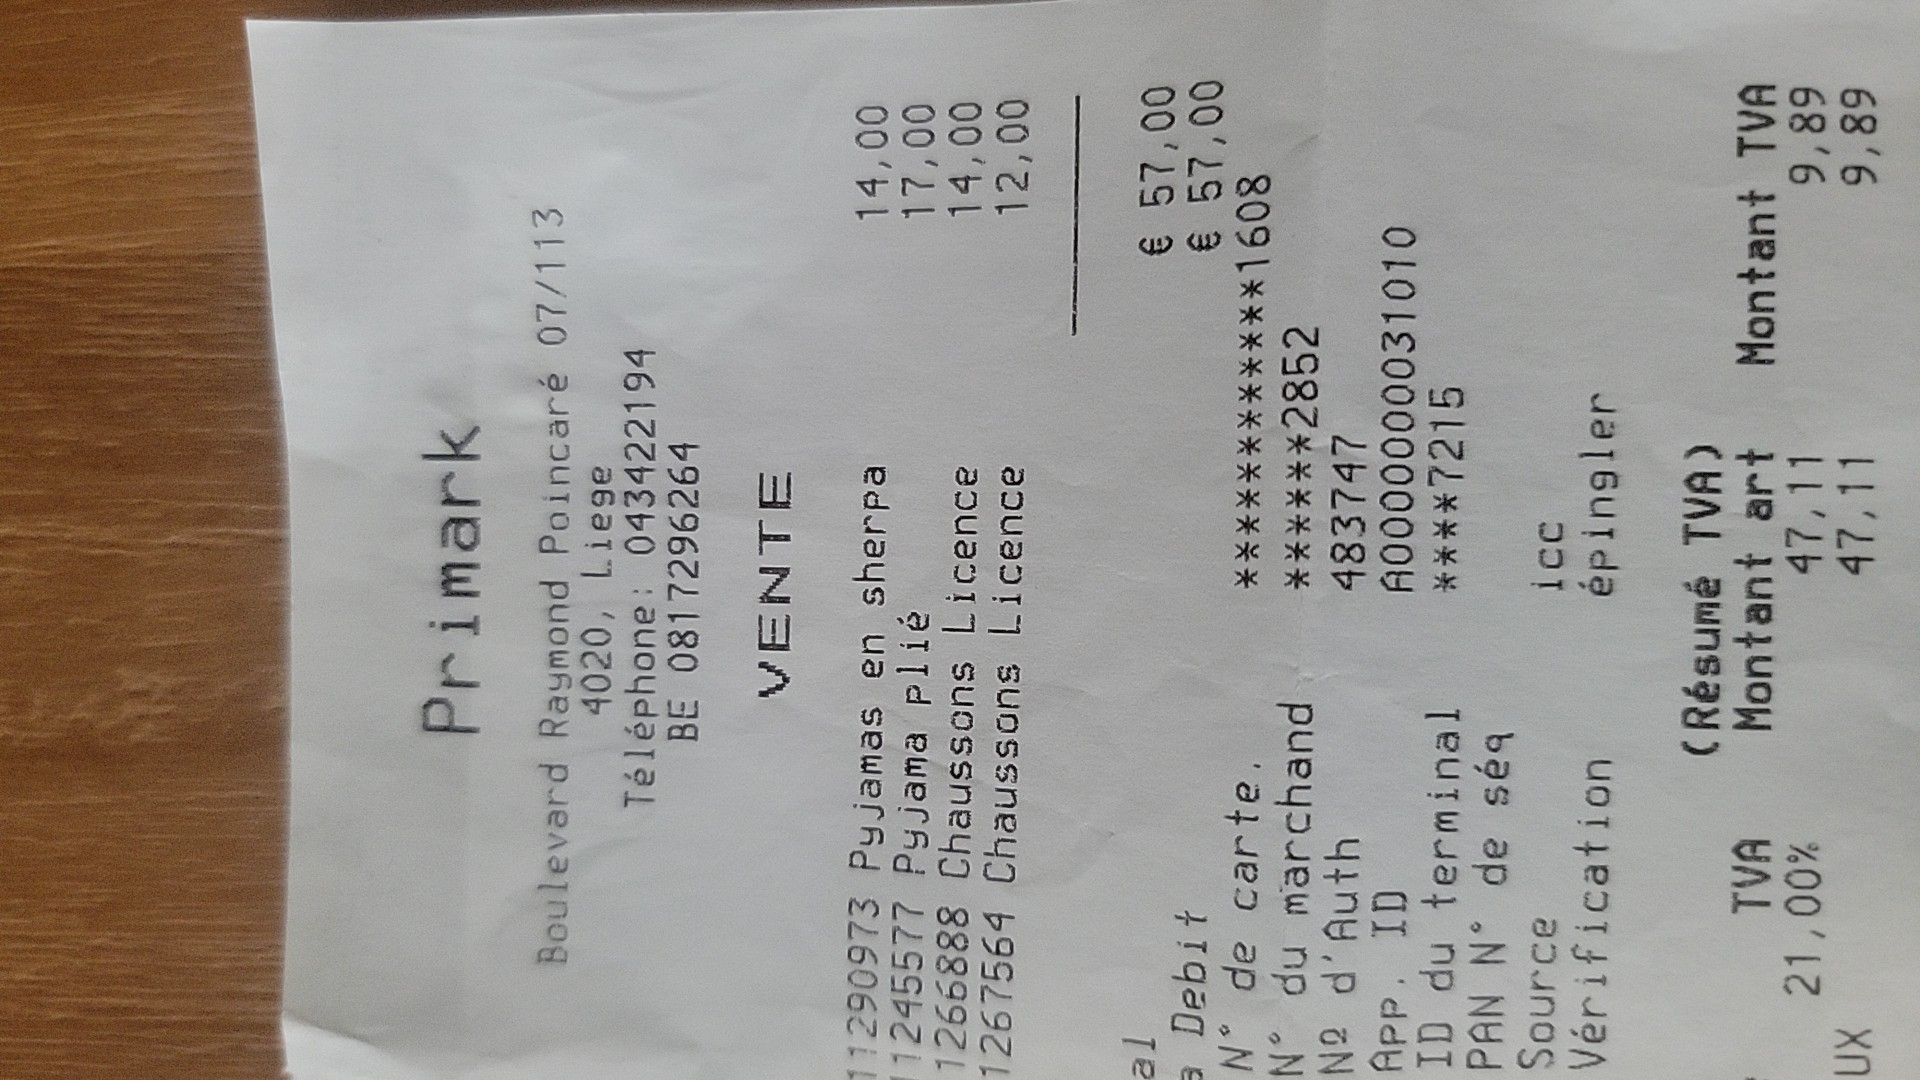 Primark
Boulevard Raymond Poincaré 07/113
4020, Liege
Téléphone: 043422194
BE 0817296264
VENTE
11290973 Pyjamas en sherpa 14,00
11245577 Pyjama plié 17,00
1266888 Chaussons Licence 14,00
1267564 Chaussons Licence 12,00
€ 57,00
Debit € 57,00
N° de carte. ****************1608
N° du marchand ******2852
Nº d'Auth 483747
App. ID A0000000031010
ID du terminal ****7215
PAN N° de séq
Source icc
Vérification épingler
(Résumé TVA)
TVA Montant art Montant TVA
21,00% 47,11 9,89
47,11 9,89